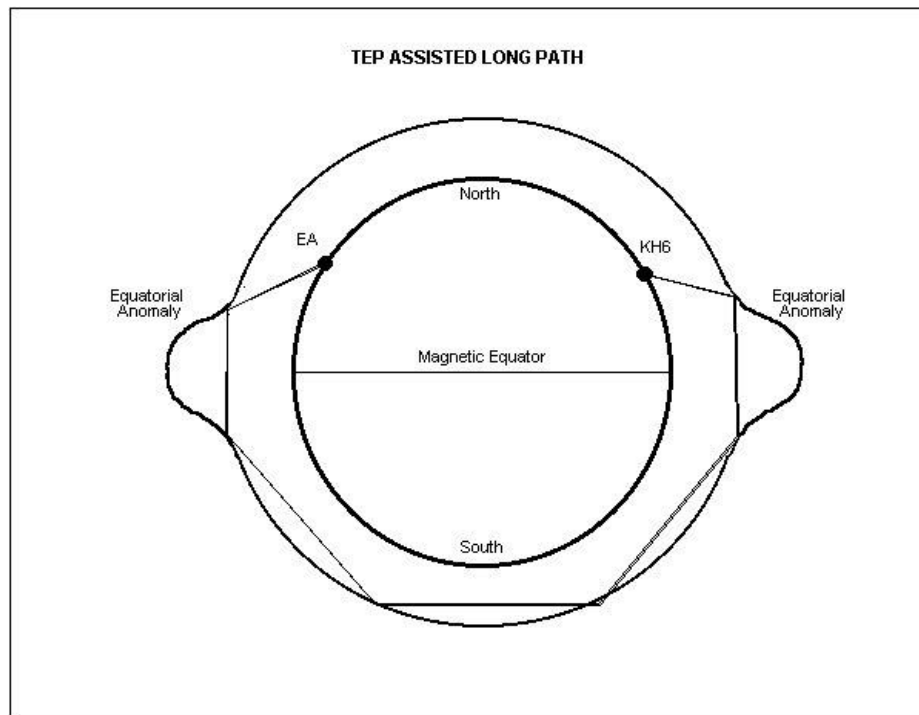 TEP ASSISTED LONG PATH
North
EA
KH6
Equatorial
Anomaly
Equatorial
Anomaly
Magnetic Equator
South